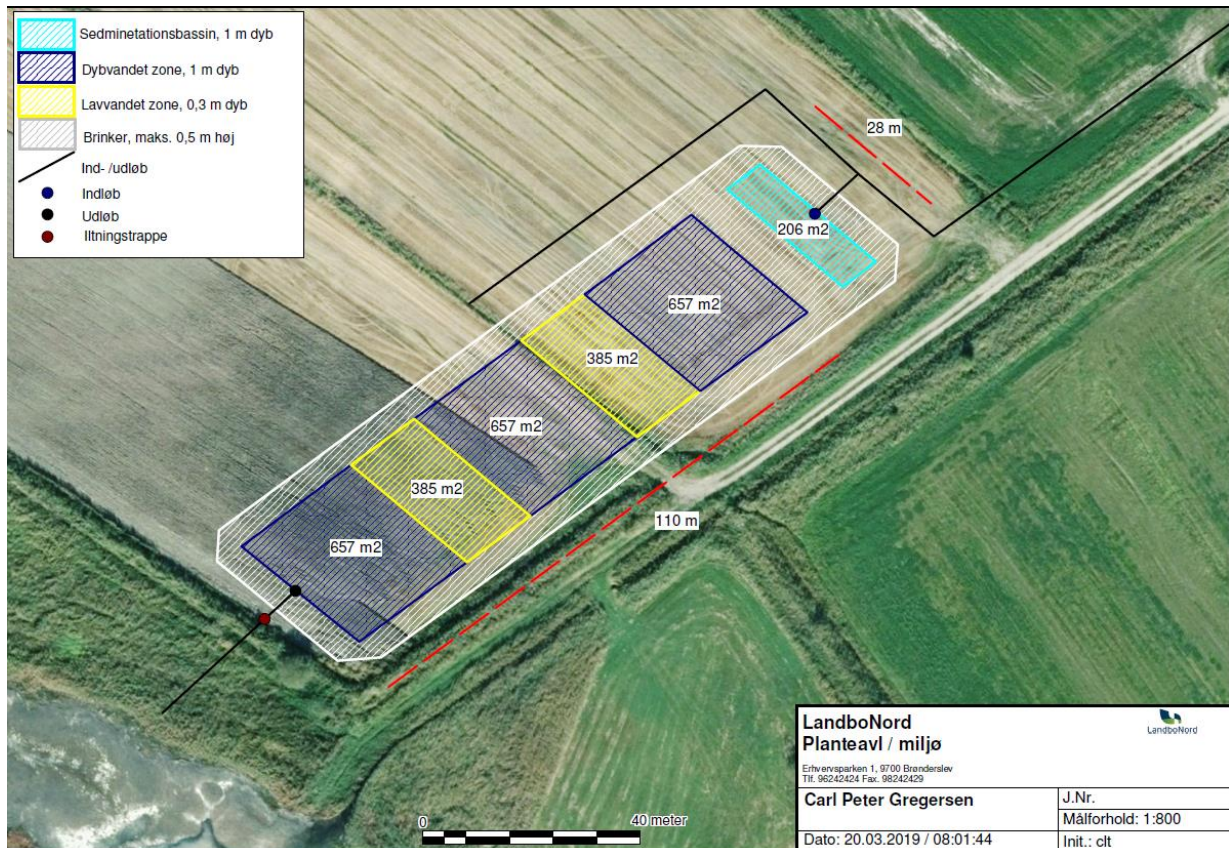 Sedminetationsbassin, 1 m dyb
Dybvandet zone, 1 m dyb
Lavvandet zone, 0,3 m dyb
Brinker, maks. 0,5 m høj
Ind- /udløb
Indløb
Udløb
Iltningstrappe
28 m
206 m2
657 m2
385 m2
657 m2
385 m2
657 m2
110 m
0
40 meter
LandboNord
Planteavl / miljø
LandboNord
Erhvervsparken 1, 9700 Brønderslev
Tlf. 96242424 Fax. 98242429
Carl Peter Gregersen
J.Nr.
Målforhold: 1:800
Dato: 20.03.2019 / 08:01:44
Init.: clt